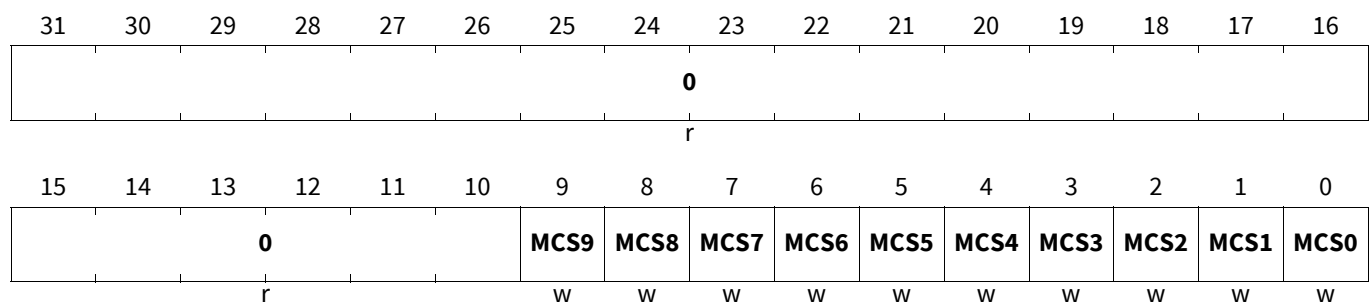 31 30 29 28 27 26 25 24 23 22 21 20 19 18 17 16
0
r
15 14 13 12 11 10 9 8 7 6 5 4 3 2 1 0
0 MCS9 MCS8 MCS7 MCS6 MCS5 MCS4 MCS3 MCS2 MCS1 MCS0
r w w w w w w w w w w